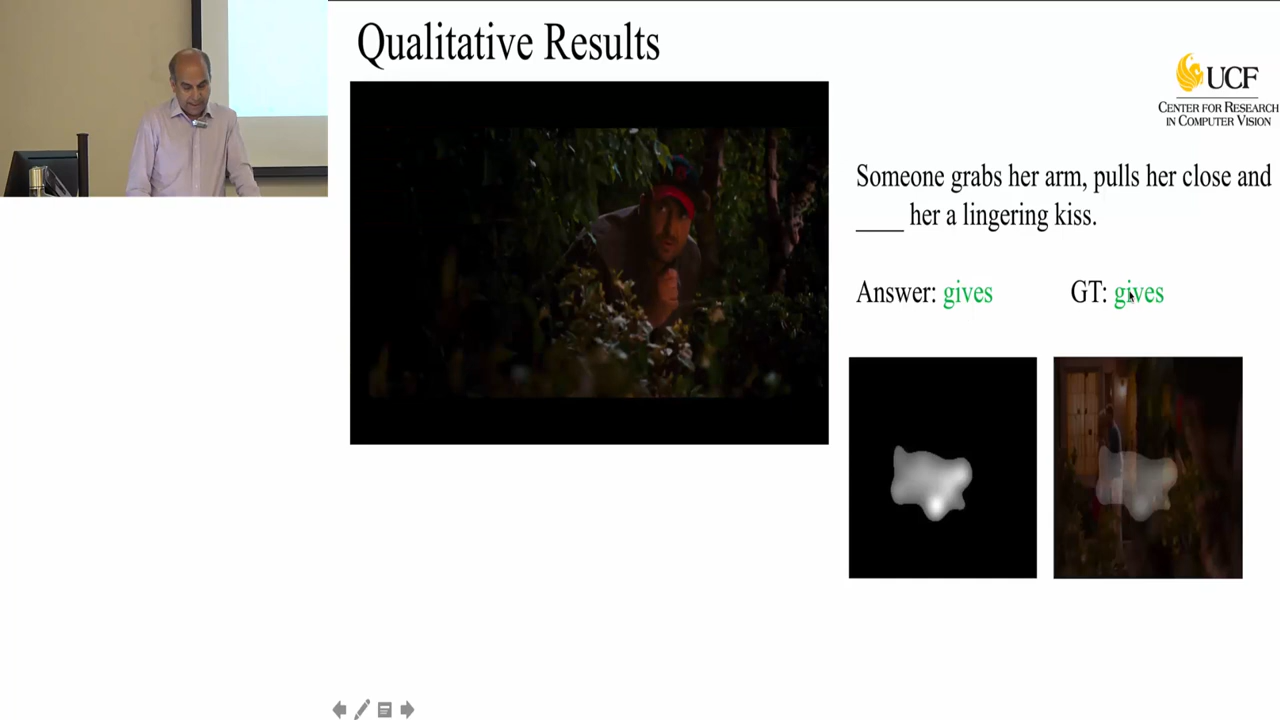 Qualitative Results
UCF
CENTER FOR RESEARCH
IN COMPUTER VISION
Someone grabs her arm, pulls her close and
____ her a lingering kiss.
Answer: gives GT: gives